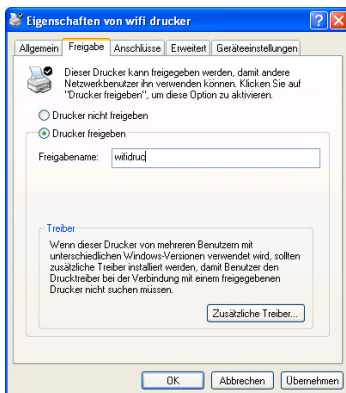 Eigenschaften von wifi drucker
Allgemein Freigabe Anschlüsse Erweitert Geräteeinstellungen
Dieser Drucker kann freigegeben werden, damit andere
Netzwerkbenutzer ihn verwenden können. Klicken Sie auf
"Drucker freigeben", um diese Option zu aktivieren.
Drucker nicht freigeben
Drucker freigeben
Freigabename: wifidruc
Treiber
Wenn dieser Drucker von mehreren Benutzern mit
unterschiedlichen Windows-Versionen verwendet wird, sollten
zusätzliche Treiber installiert werden, damit Benutzer den
Drucktreiber bei der Verbindung mit einem freigegebenen
Drucker nicht suchen müssen.
Zusätzliche Treiber...
OK Abbrechen Übernehmen